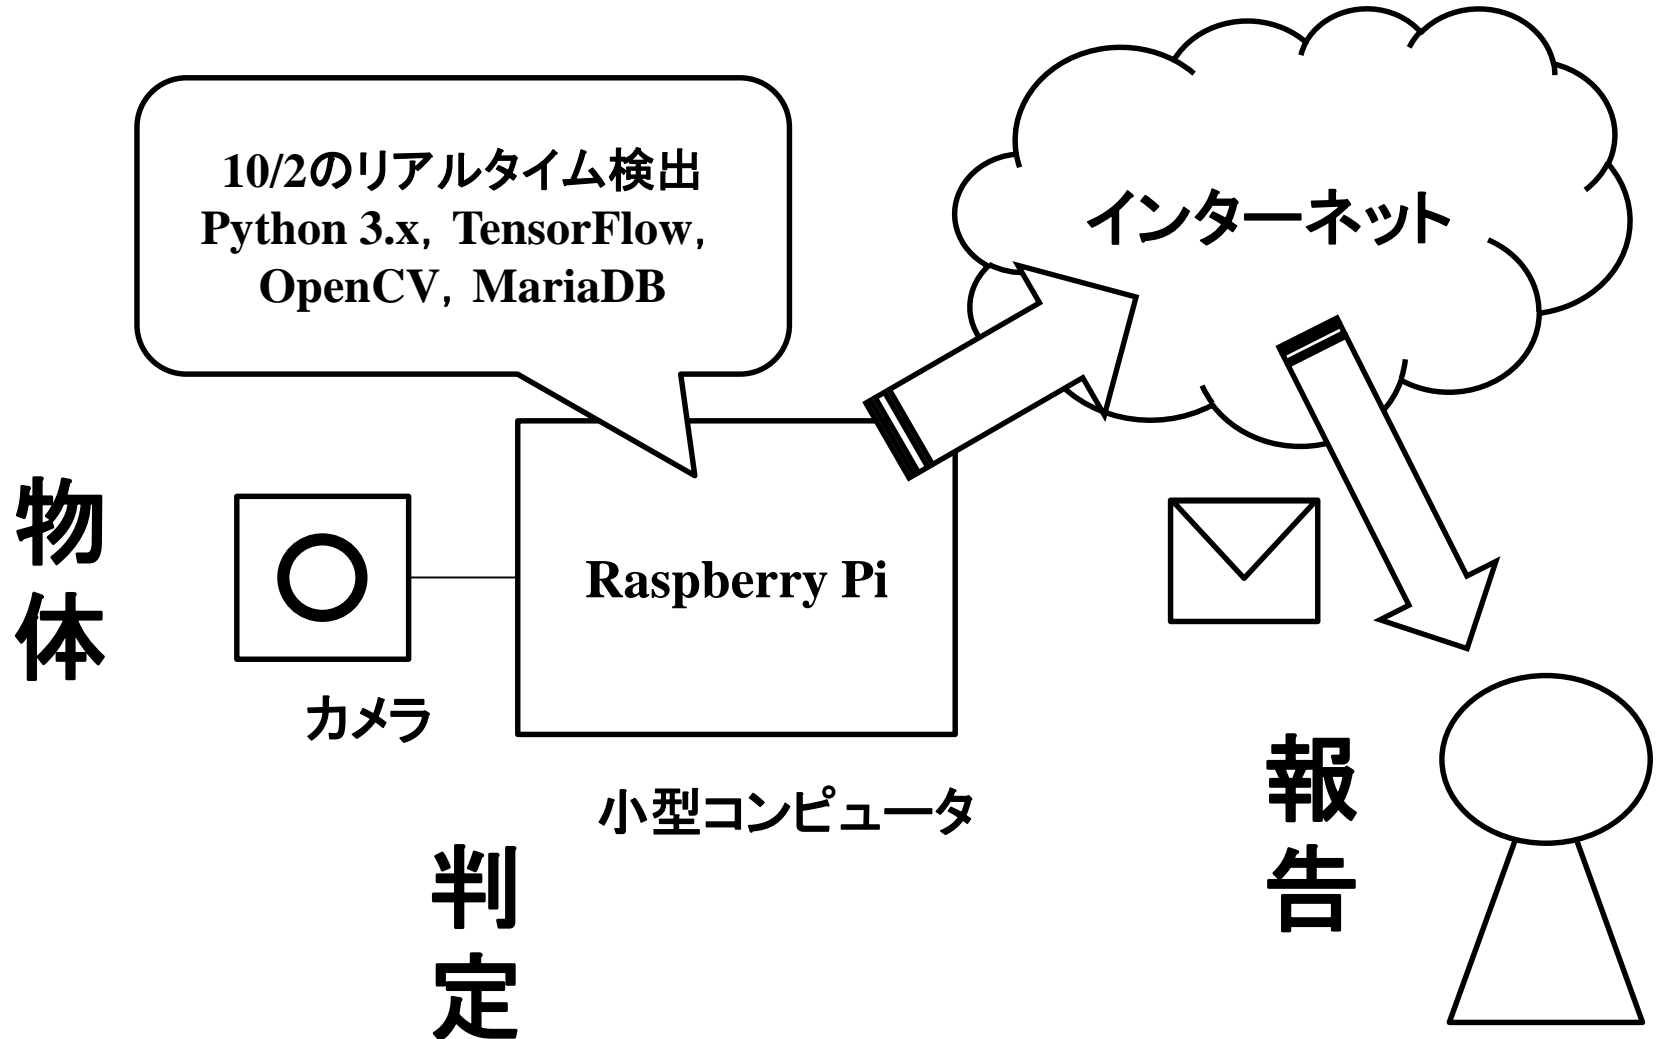 10/2のリアルタイム検出
Python 3.x，TensorFlow，
OpenCV，MariaDB
インターネット
物体
Raspberry Pi
カメラ
小型コンピュータ
判定
報告